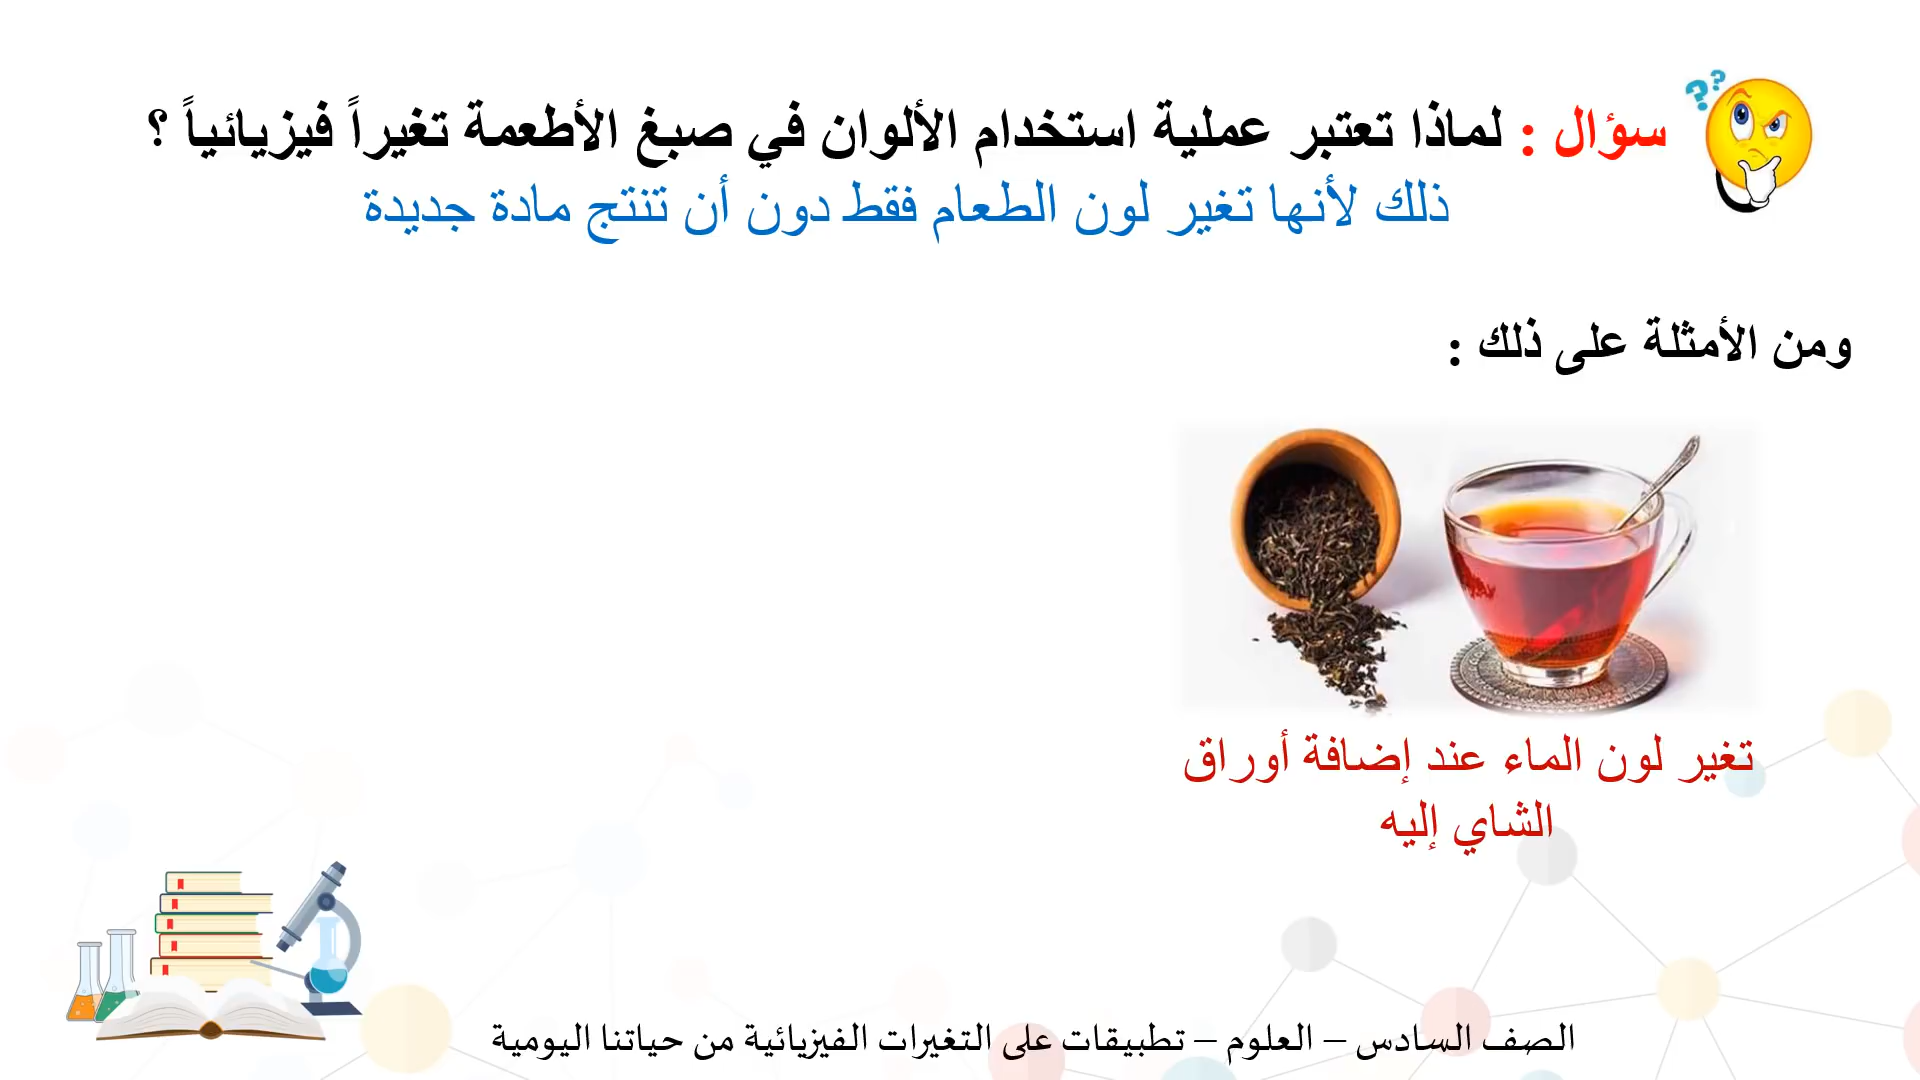 سؤال : لماذا تعتبر عملية استخدام الألوان في صبغ الأطعمة تغيراً فيزيائياً ؟
ذلك لأنها تغير لون الطعام فقط دون أن تنتج مادة جديدة
ومن الأمثلة على ذلك :
تغير لون الماء عند إضافة أوراق
الشاي إليه
الصف السادس – العلوم – تطبيقات على التغيرات الفيزيائية من حياتنا اليومية